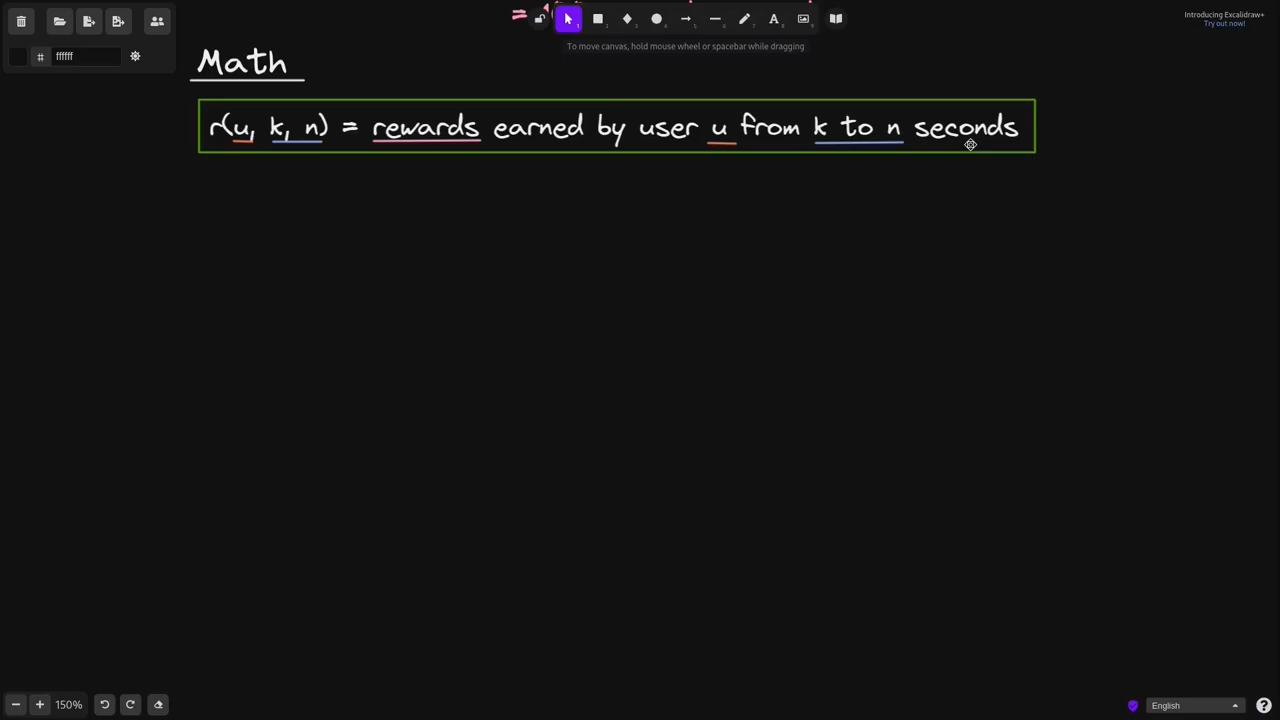 Introducing Excalidraw+
Try out now!
To move canvas, hold mouse wheel or spacebar while dragging
# ffffff
Math
r(u, k, n) = rewards earned by user u from k to n seconds
150%
English